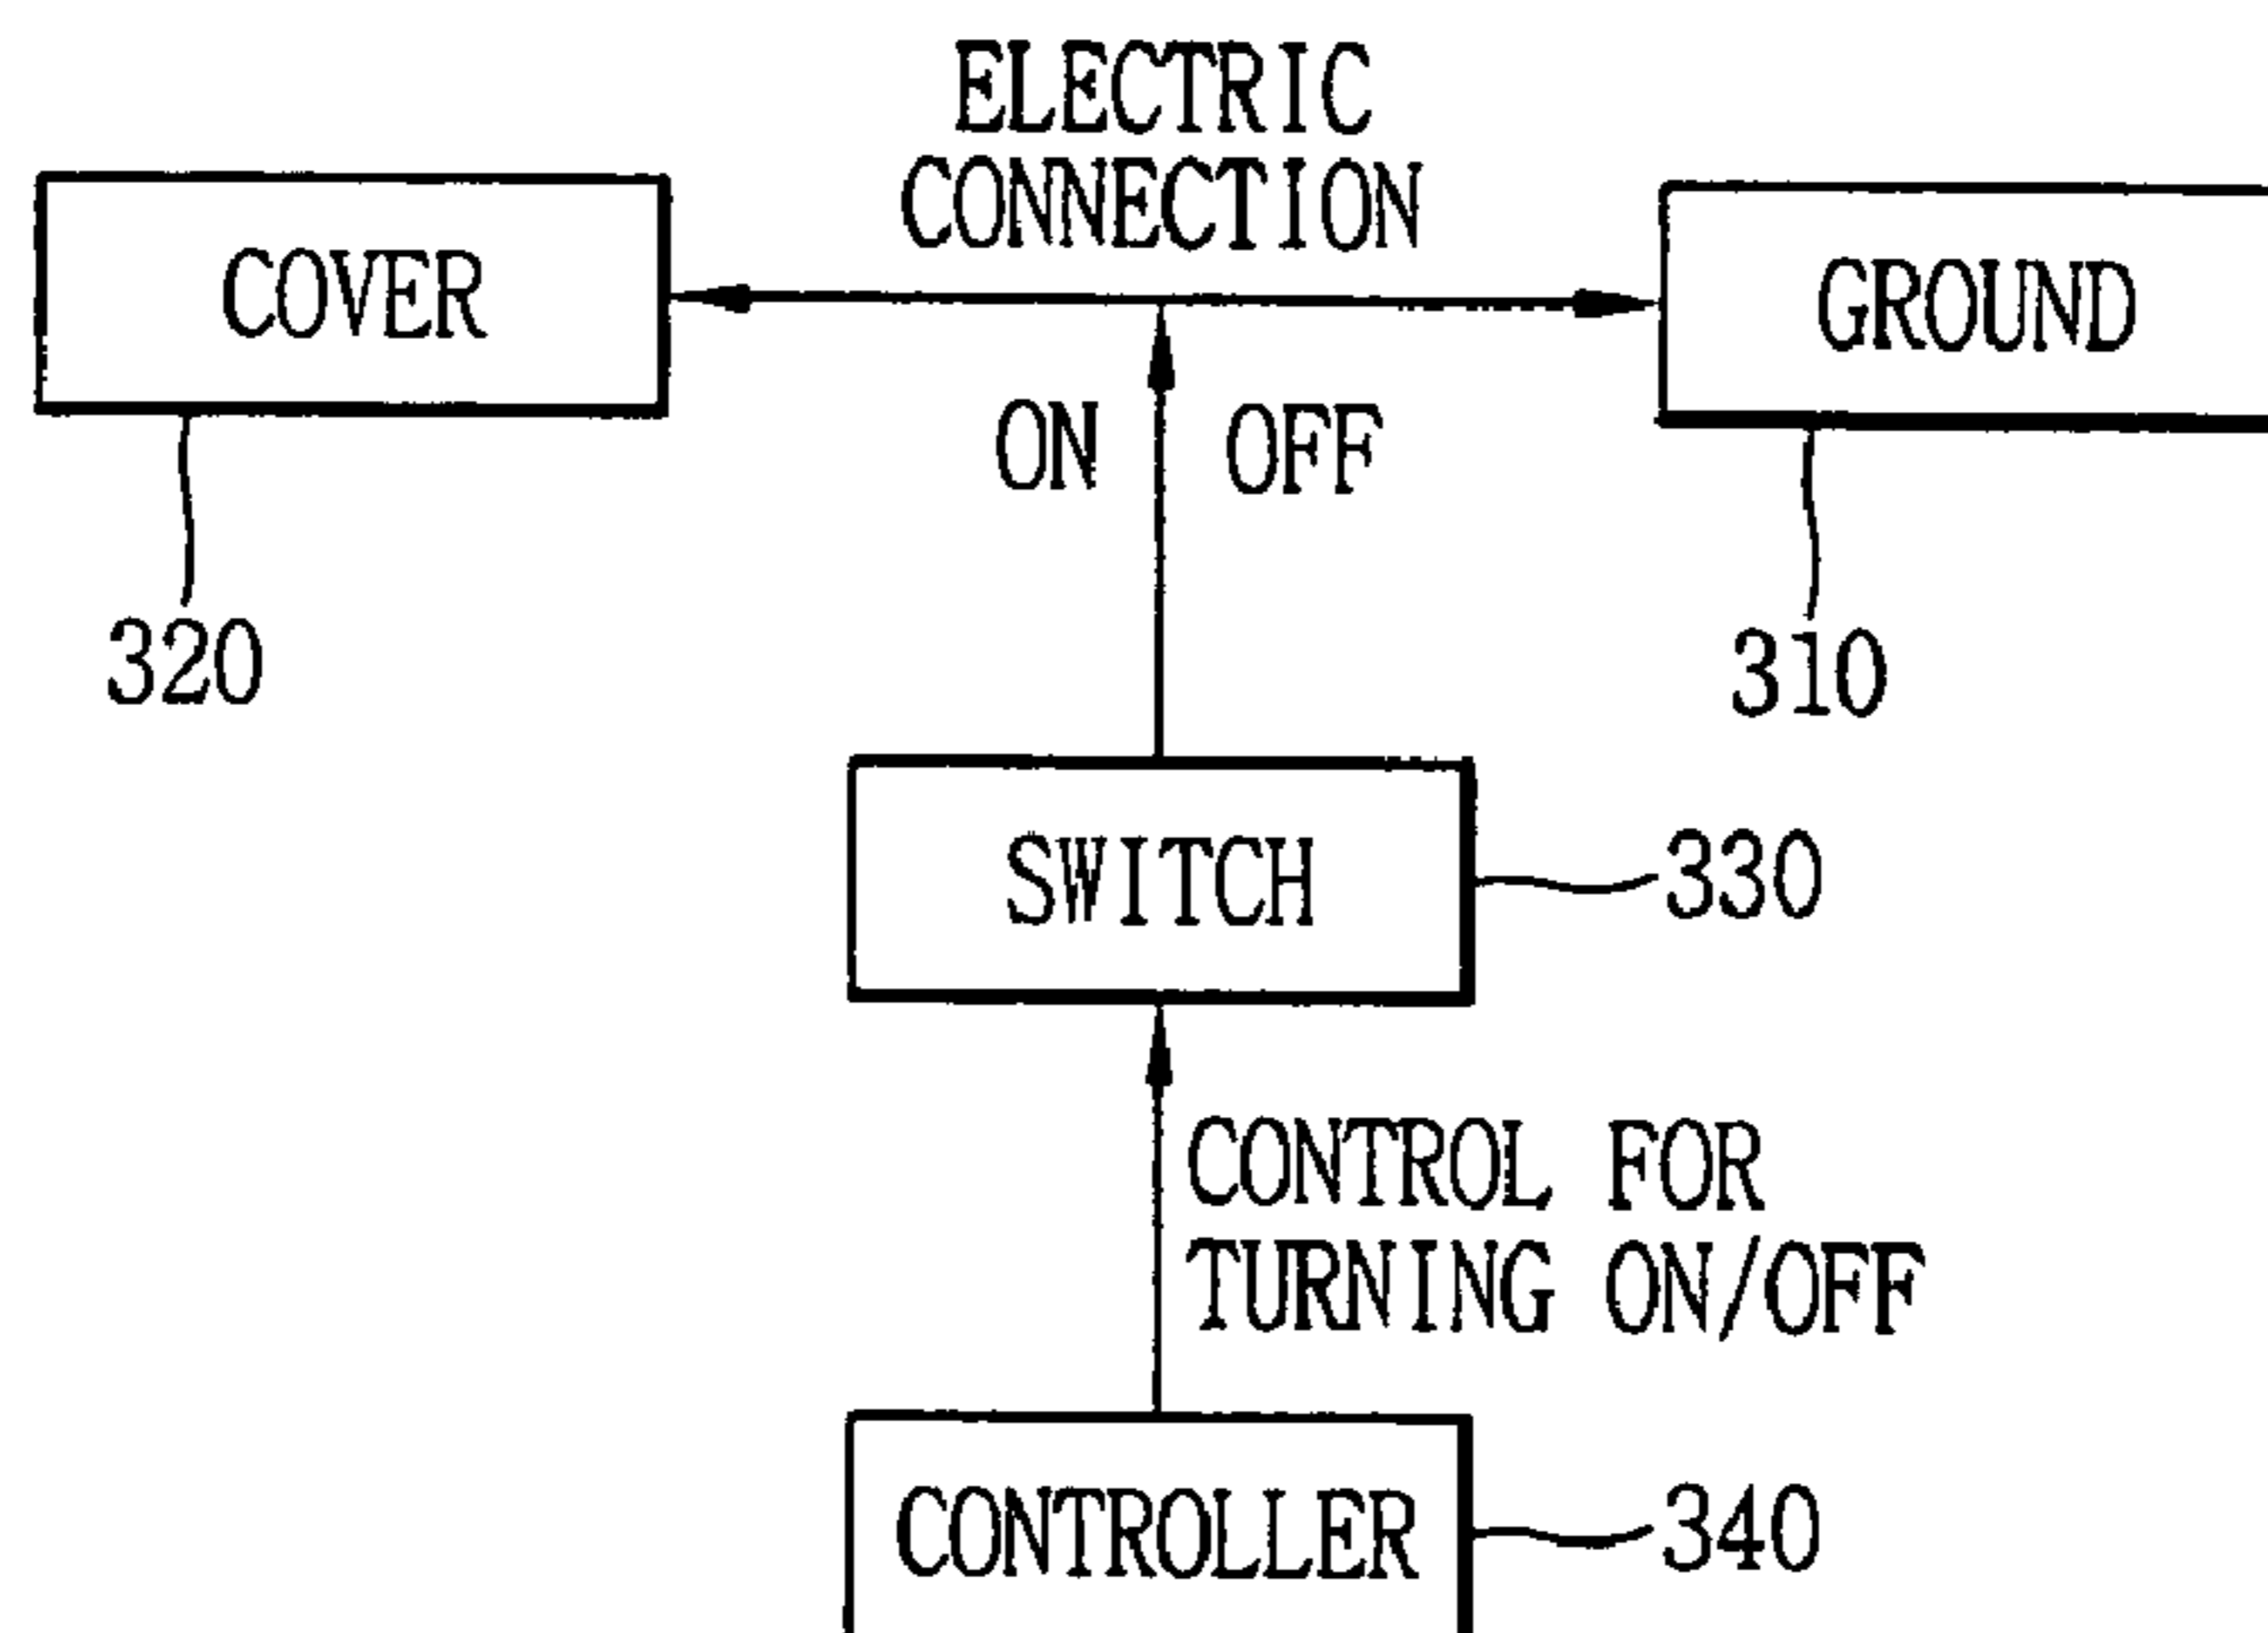 ELECTRIC
CONNECTION
COVER
GROUND
ON OFF
320
310
SWITCH
330
CONTROL FOR
TURNING ON/OFF
CONTROLLER
340